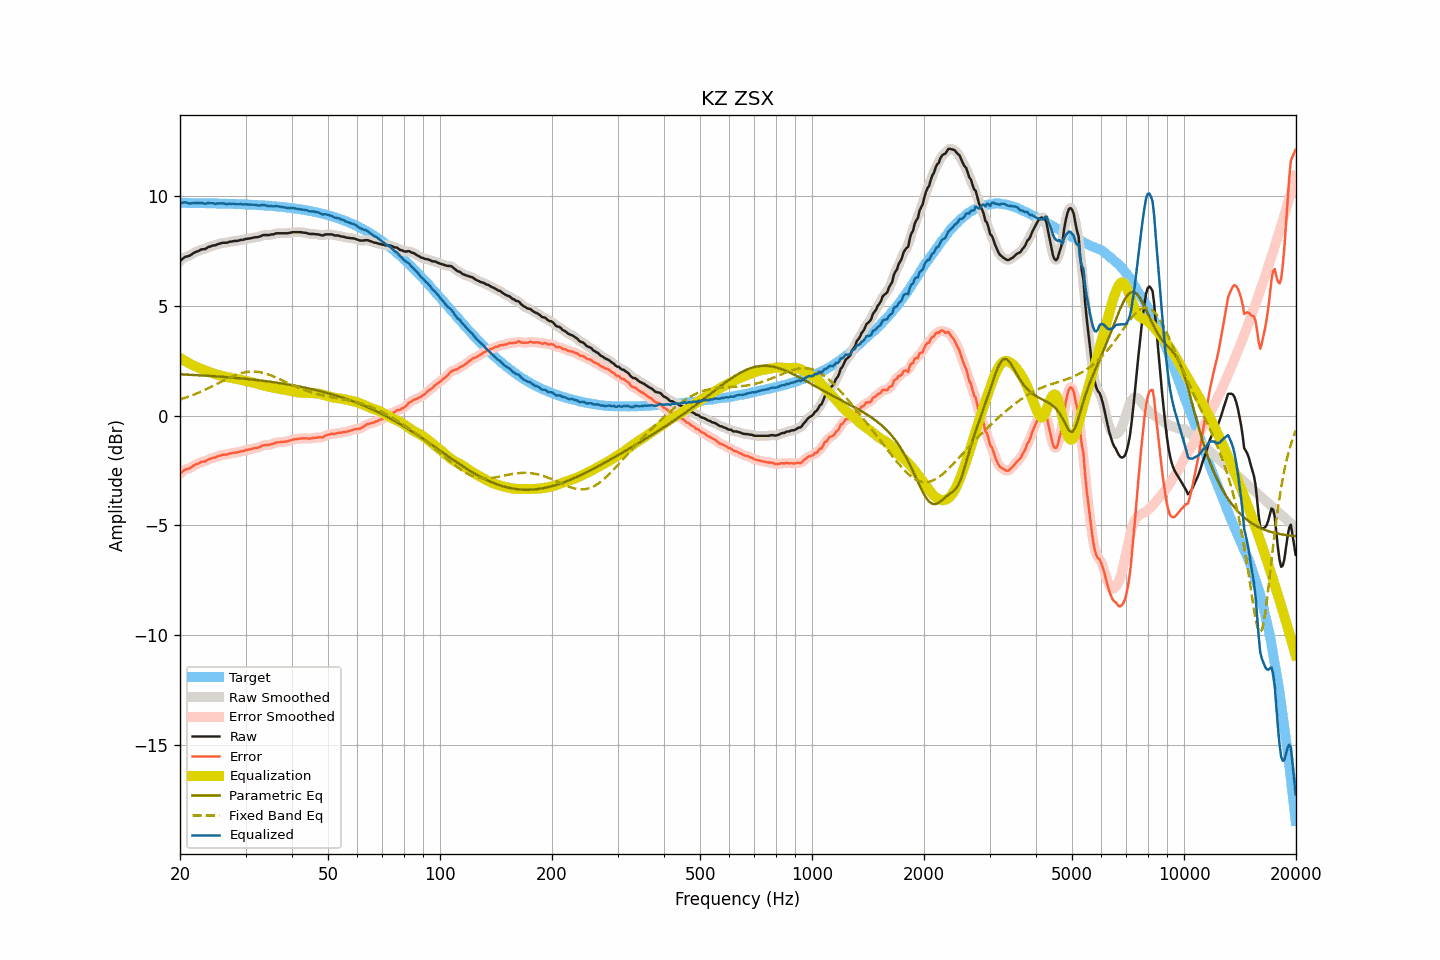 KZ ZSX
Amplitude (dBr)
10
5
0
−5
−10
−15
Target
Raw Smoothed
Error Smoothed
Raw
Error
Equalization
Parametric Eq
Fixed Band Eq
Equalized
20 50 100 200 500 1000 2000 5000 10000 20000
Frequency (Hz)